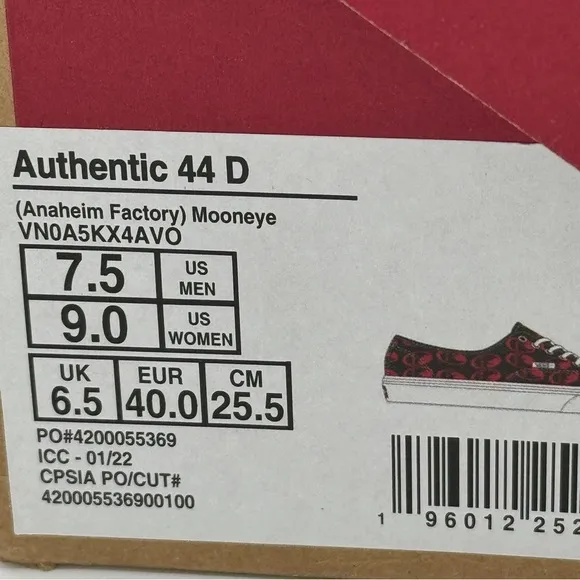 Authentic 44 D
(Anaheim Factory) Mooneye
VN0A5KX4AVO
7.5 US MEN
9.0 US WOMEN
UK EUR CM
6.5 40.0 25.5
PO#4200055369
ICC - 01/22
CPSIA PO/CUT#
420005536900100
1 96012 252